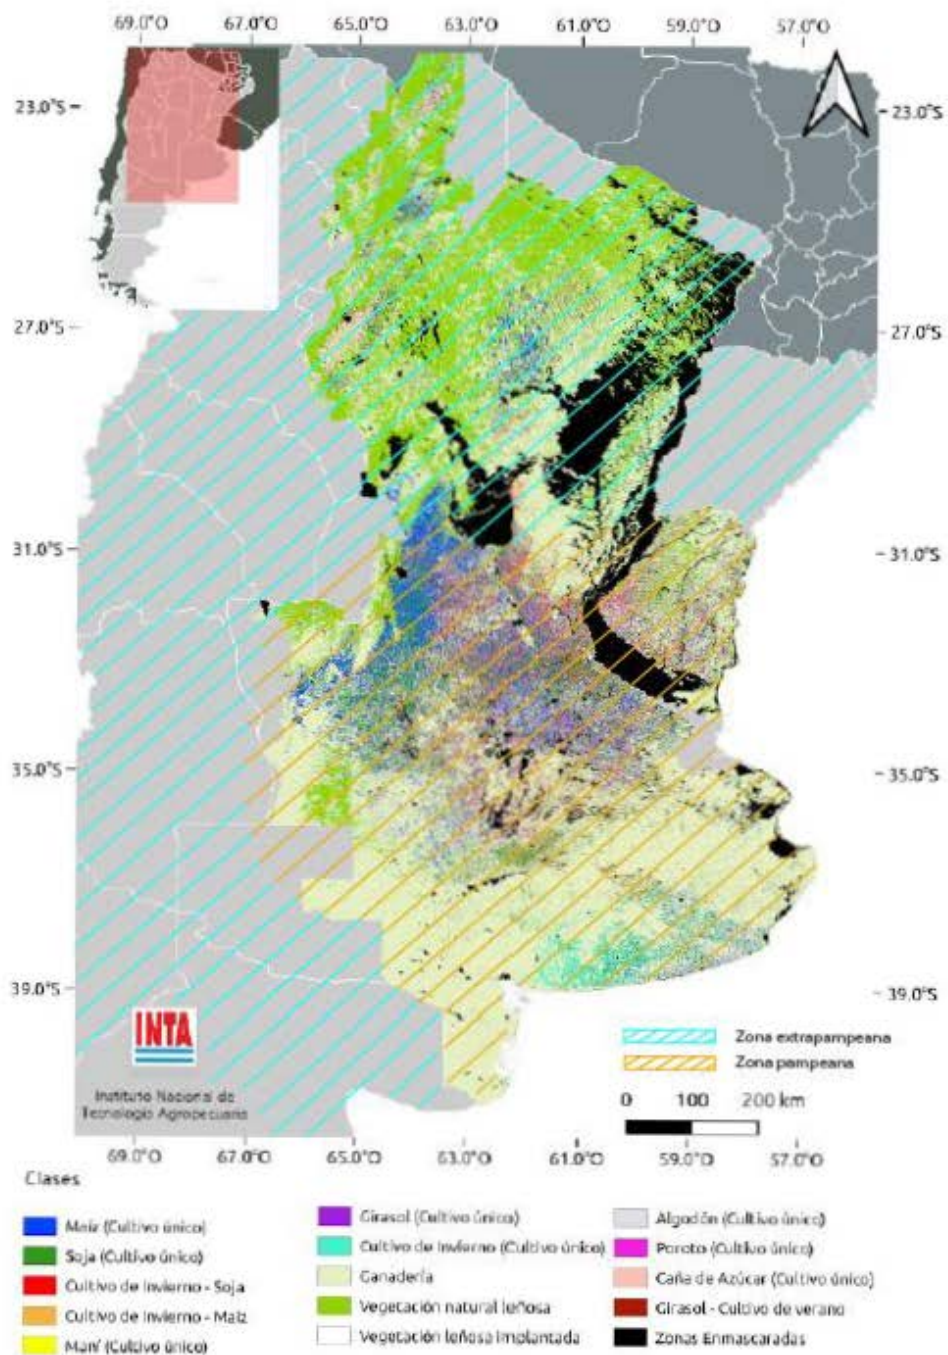 69.0°O 67.0°O 65.0°O 63.0°O 61.0°O 59.0°O 57.0°O
23.0°S 23.0°S
27.0°S 27.0°S
31.0°S 31.0°S
35.0°S 35.0°S
39.0°S 39.0°S
INTA
Instituto Nacional de
Tecnología Agropecuaria
Zona extrapampeana
Zona pampeana
0 100 200 km
69.0°O 67.0°O 65.0°O 63.0°O 61.0°O 59.0°O 57.0°O
Clases
Maíz (Cultivo único)
Soja (Cultivo único)
Cultivo de Invierno - Soja
Cultivo de Invierno - Maíz
Maní (Cultivo único)
Girasol (Cultivo único)
Cultivo de Invierno (Cultivo único)
Ganadería
Vegetación natural leñosa
Vegetación leñosa implantada
Algodón (Cultivo único)
Poroto (Cultivo único)
Caña de Azúcar (Cultivo único)
Girasol - Cultivo de verano
Zonas Enmascaradas